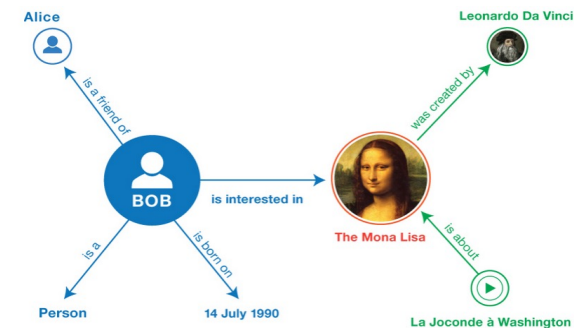 Alice
Leonardo Da Vinci
is a friend of
was created by
BOB
is interested in
The Mona Lisa
is a
is born on
is about
Person
14 July 1990
La Joconde à Washington